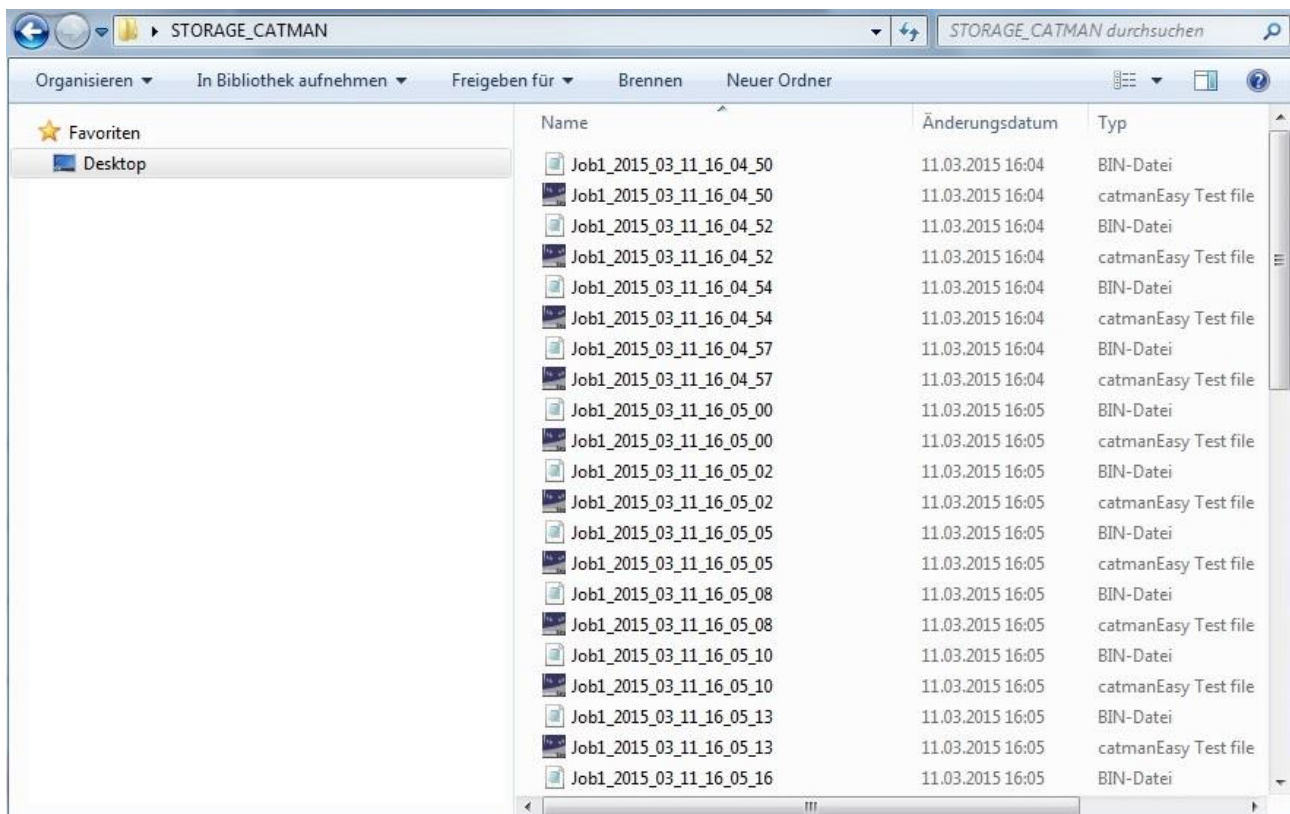 STORAGE_CATMAN STORAGE_CATMAN durchsuchen
Organisieren In Bibliothek aufnehmen Freigeben für Brennen Neuer Ordner
Favoriten
Desktop
Name Änderungsdatum Typ
Job1_2015_03_11_16_04_50 11.03.2015 16:04 BIN-Datei
Job1_2015_03_11_16_04_50 11.03.2015 16:04 catmanEasy Test file
Job1_2015_03_11_16_04_52 11.03.2015 16:04 BIN-Datei
Job1_2015_03_11_16_04_52 11.03.2015 16:04 catmanEasy Test file
Job1_2015_03_11_16_04_54 11.03.2015 16:04 BIN-Datei
Job1_2015_03_11_16_04_54 11.03.2015 16:04 catmanEasy Test file
Job1_2015_03_11_16_04_57 11.03.2015 16:04 BIN-Datei
Job1_2015_03_11_16_04_57 11.03.2015 16:04 catmanEasy Test file
Job1_2015_03_11_16_05_00 11.03.2015 16:05 BIN-Datei
Job1_2015_03_11_16_05_00 11.03.2015 16:05 catmanEasy Test file
Job1_2015_03_11_16_05_02 11.03.2015 16:05 BIN-Datei
Job1_2015_03_11_16_05_02 11.03.2015 16:05 catmanEasy Test file
Job1_2015_03_11_16_05_05 11.03.2015 16:05 BIN-Datei
Job1_2015_03_11_16_05_05 11.03.2015 16:05 catmanEasy Test file
Job1_2015_03_11_16_05_08 11.03.2015 16:05 BIN-Datei
Job1_2015_03_11_16_05_08 11.03.2015 16:05 catmanEasy Test file
Job1_2015_03_11_16_05_10 11.03.2015 16:05 BIN-Datei
Job1_2015_03_11_16_05_10 11.03.2015 16:05 catmanEasy Test file
Job1_2015_03_11_16_05_13 11.03.2015 16:05 BIN-Datei
Job1_2015_03_11_16_05_13 11.03.2015 16:05 catmanEasy Test file
Job1_2015_03_11_16_05_16 11.03.2015 16:05 BIN-Datei